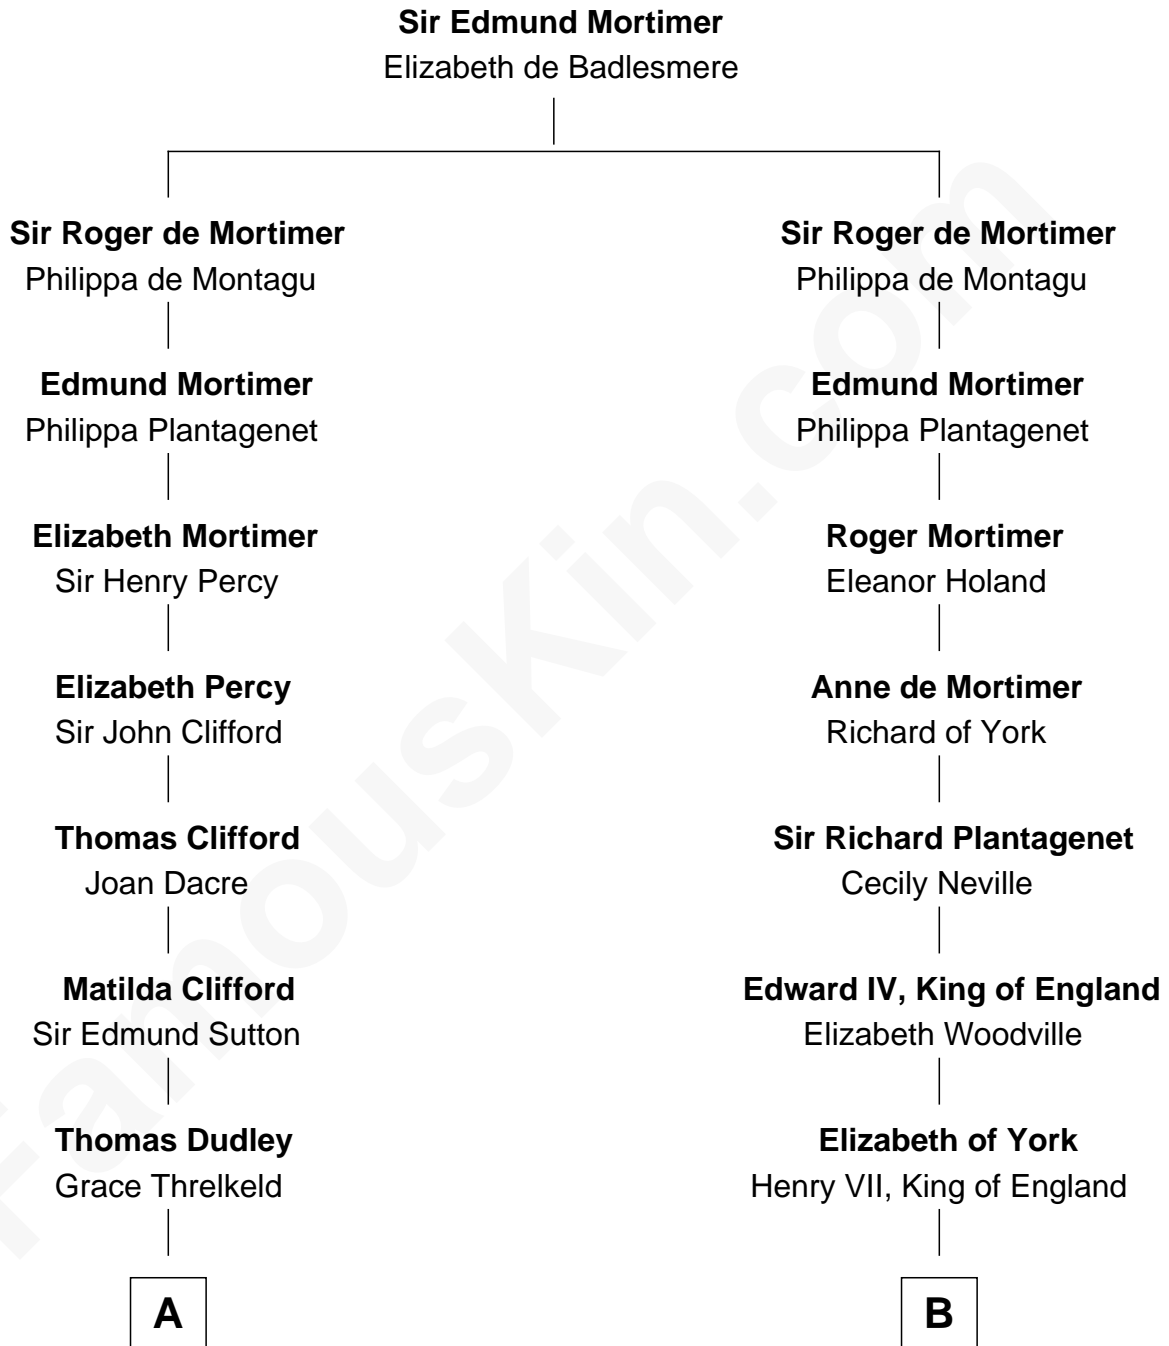 Sir Edmund Mortimer
Elizabeth de Badlesmere
Sir Roger de Mortimer
Philippa de Montagu
Sir Roger de Mortimer
Philippa de Montagu
Edmund Mortimer
Philippa Plantagenet
Edmund Mortimer
Philippa Plantagenet
Elizabeth Mortimer
Sir Henry Percy
Roger Mortimer
Eleanor Holand
Elizabeth Percy
Sir John Clifford
Anne de Mortimer
Richard of York
Thomas Clifford
Joan Dacre
Sir Richard Plantagenet
Cecily Neville
Matilda Clifford
Sir Edmund Sutton
Edward IV, King of England
Elizabeth Woodville
Thomas Dudley
Grace Threlkeld
Elizabeth of York
Henry VII, King of England
A
B
FamousKin.com